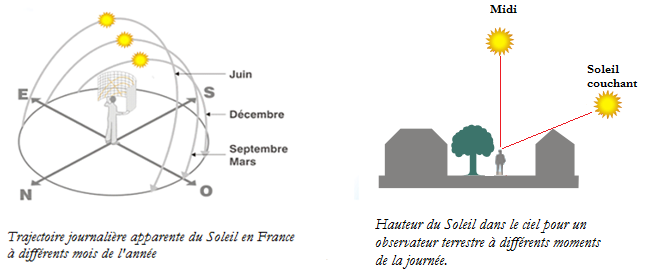 E
S
N
O
Juin
Décembre
Septembre
Mars
Trajectoire journalière apparente du Soleil en France
à différents mois de l'année
Midi
Soleil
couchant
Hauteur du Soleil dans le ciel pour un
observateur terrestre à différents moments
de la journée.